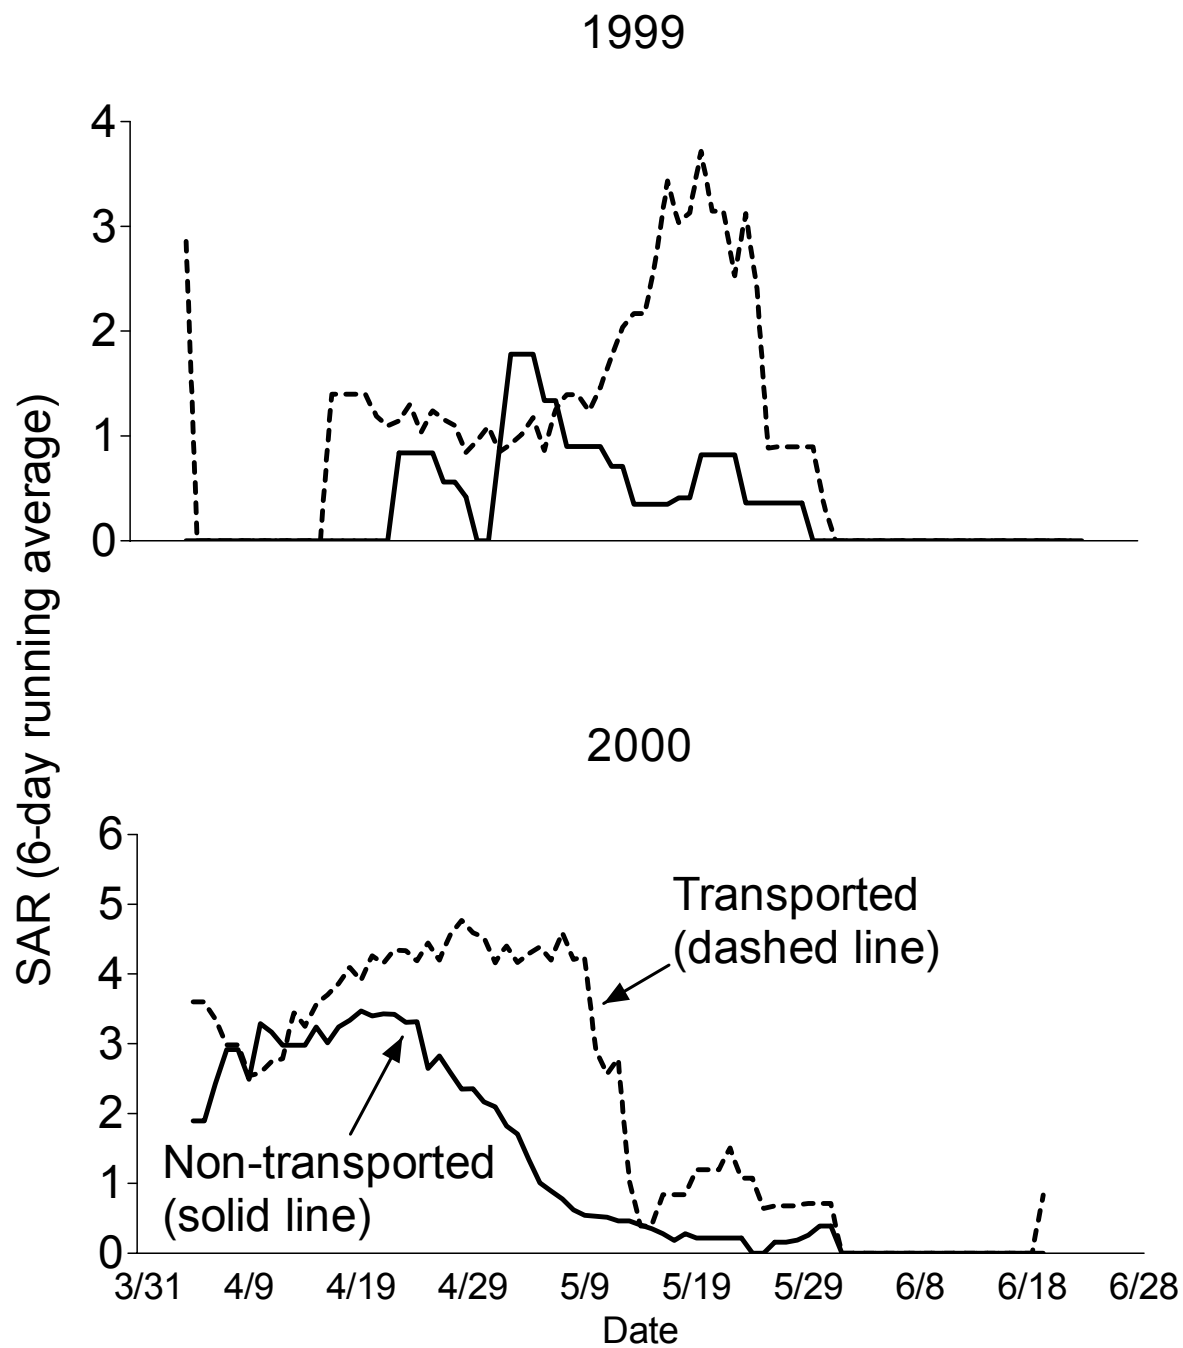 1999
4
3
2
1
0
SAR (6-day running average)
2000
6
5
4
3
2
1
0
Transported
(dashed line)
Non-transported
(solid line)
3/31 4/9 4/19 4/29 5/9 5/19 5/29 6/8 6/18 6/28
Date